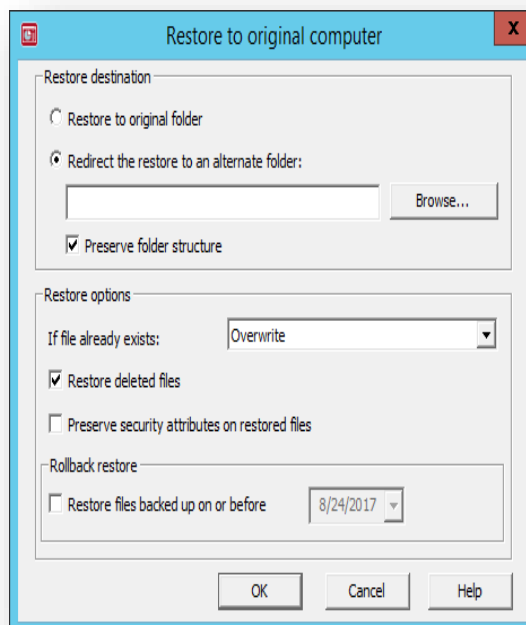 Restore to original computer
X
Restore destination
Restore to original folder
Redirect the restore to an alternate folder:
Browse...
Preserve folder structure
Restore options
If file already exists: Overwrite
Restore deleted files
Preserve security attributes on restored files
Rollback restore
Restore files backed up on or before 8/24/2017
OK Cancel Help